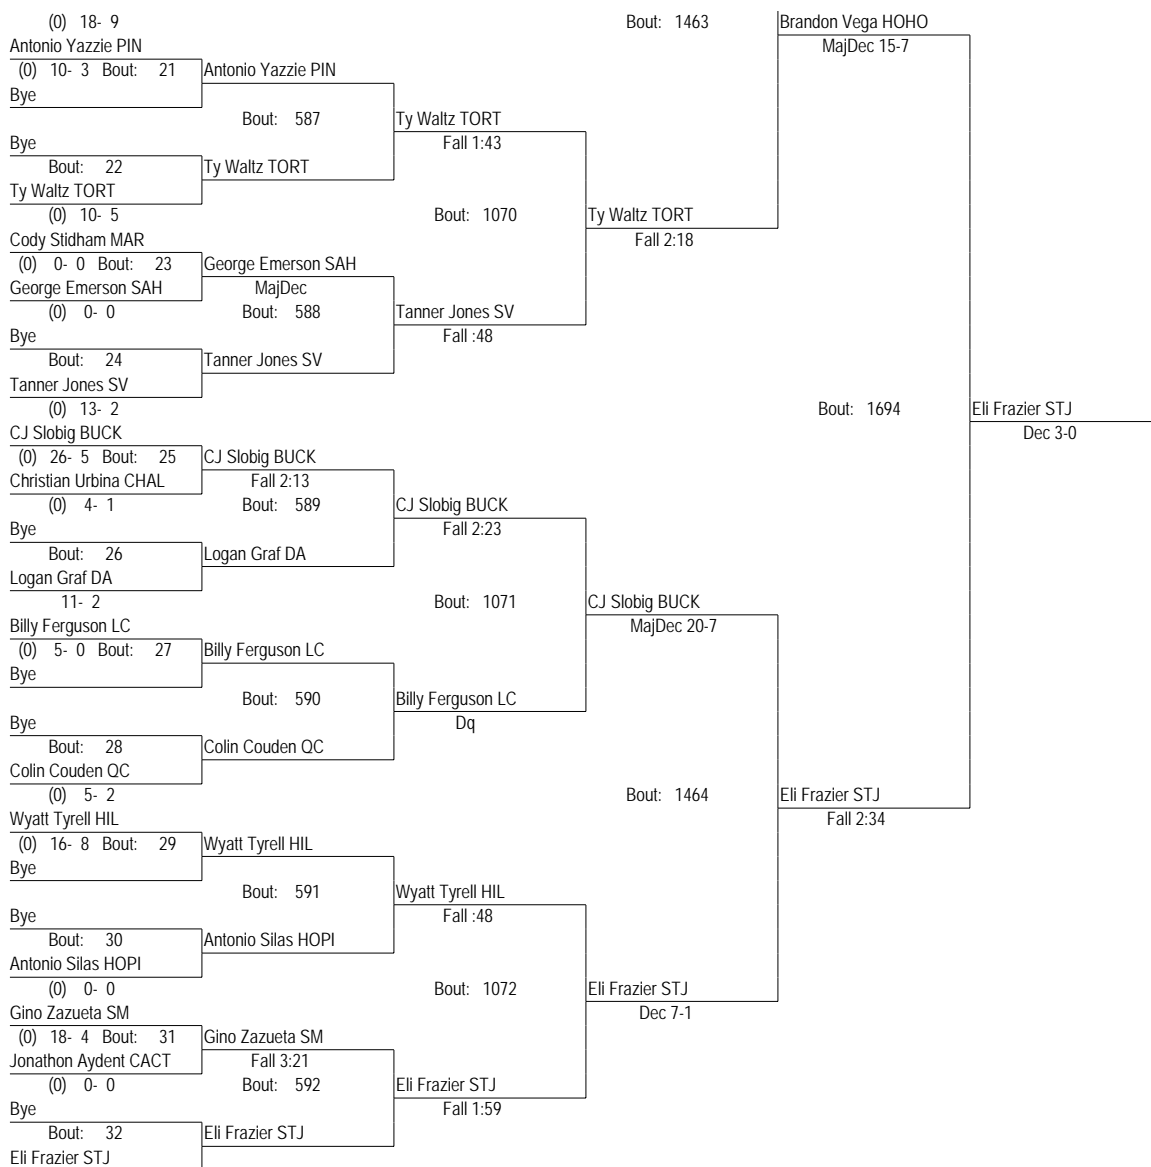 (0) 18- 9 Bout: 1463 Brandon Vega HOHO
Antonio Yazzie PIN MajDec 15-7
(0) 10- 3 Bout: 21 Antonio Yazzie PIN
Bye
Bout: 587 Ty Waltz TORT
Bye Fall 1:43
Bout: 22 Ty Waltz TORT
Ty Waltz TORT
(0) 10- 5 Bout: 1070 Ty Waltz TORT
Cody Stidham MAR Fall 2:18
(0) 0- 0 Bout: 23 George Emerson SAH
George Emerson SAH MajDec
(0) 0- 0 Bout: 588 Tanner Jones SV
Bye Fall :48
Bout: 24 Tanner Jones SV
Tanner Jones SV
(0) 13- 2 Bout: 1694 Eli Frazier STJ
CJ Slobig BUCK Dec 3-0
(0) 26- 5 Bout: 25 CJ Slobig BUCK
Christian Urbina CHAL Fall 2:13
(0) 4- 1 Bout: 589 CJ Slobig BUCK
Bye Fall 2:23
Bout: 26 Logan Graf DA
Logan Graf DA
11- 2 Bout: 1071 CJ Slobig BUCK
Billy Ferguson LC MajDec 20-7
(0) 5- 0 Bout: 27 Billy Ferguson LC
Bye
Bout: 590 Billy Ferguson LC
Bye Dq
Bout: 28 Colin Couden QC
Colin Couden QC
(0) 5- 2 Bout: 1464 Eli Frazier STJ
Wyatt Tyrell HIL Fall 2:34
(0) 16- 8 Bout: 29 Wyatt Tyrell HIL
Bye
Bout: 591 Wyatt Tyrell HIL
Bye Fall :48
Bout: 30 Antonio Silas HOPI
Antonio Silas HOPI
(0) 0- 0 Bout: 1072 Eli Frazier STJ
Gino Zazueta SM Dec 7-1
(0) 18- 4 Bout: 31 Gino Zazueta SM
Jonathon Aydent CACT Fall 3:21
(0) 0- 0 Bout: 592 Eli Frazier STJ
Bye Fall 1:59
Bout: 32 Eli Frazier STJ
Eli Frazier STJ